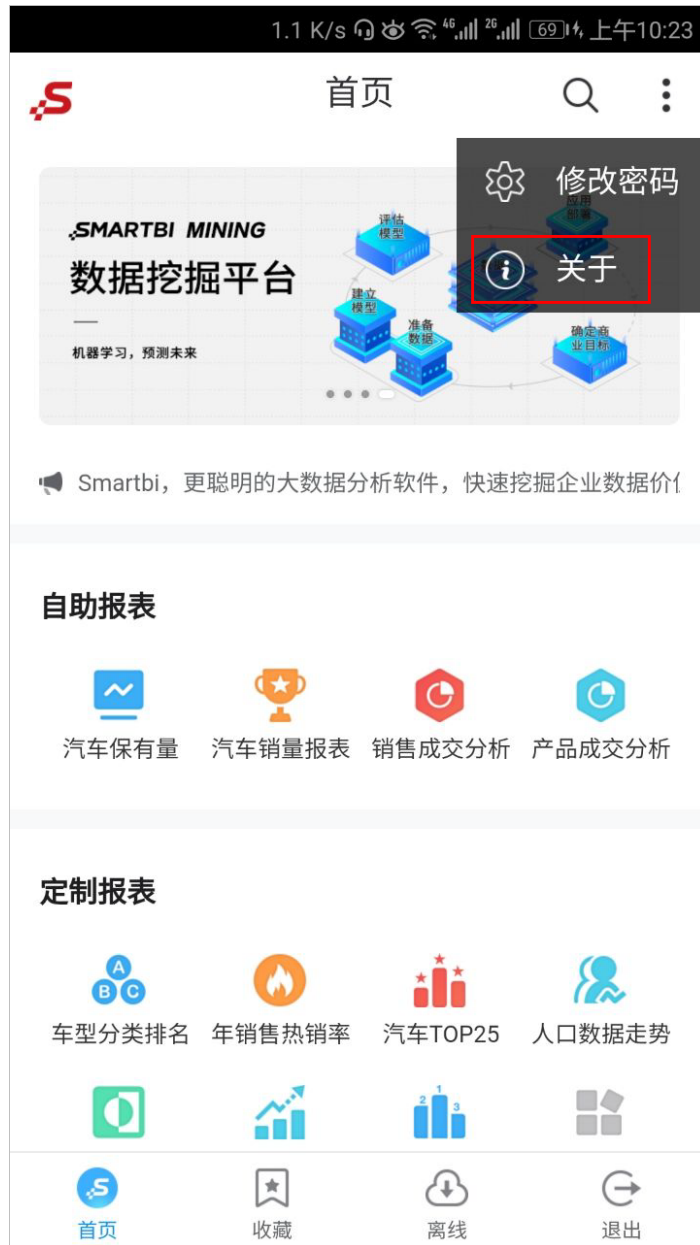 1.1 K/s 4G 2G 69 上午10:23
S 首页
修改密码
关于
SMARTBI MINING
数据挖掘平台
机器学习，预测未来
评估
模型
应用
部署
建立
模型
准备
数据
确定商
业目标
Smartbi，更聪明的大数据分析软件，快速挖掘企业数据价
自助报表
汽车保有量 汽车销量报表 销售成交分析 产品成交分析
定制报表
A
B C
车型分类排名 年销售热销率 汽车TOP25 人口数据走势
2 1 3
S
首页 收藏 离线 退出